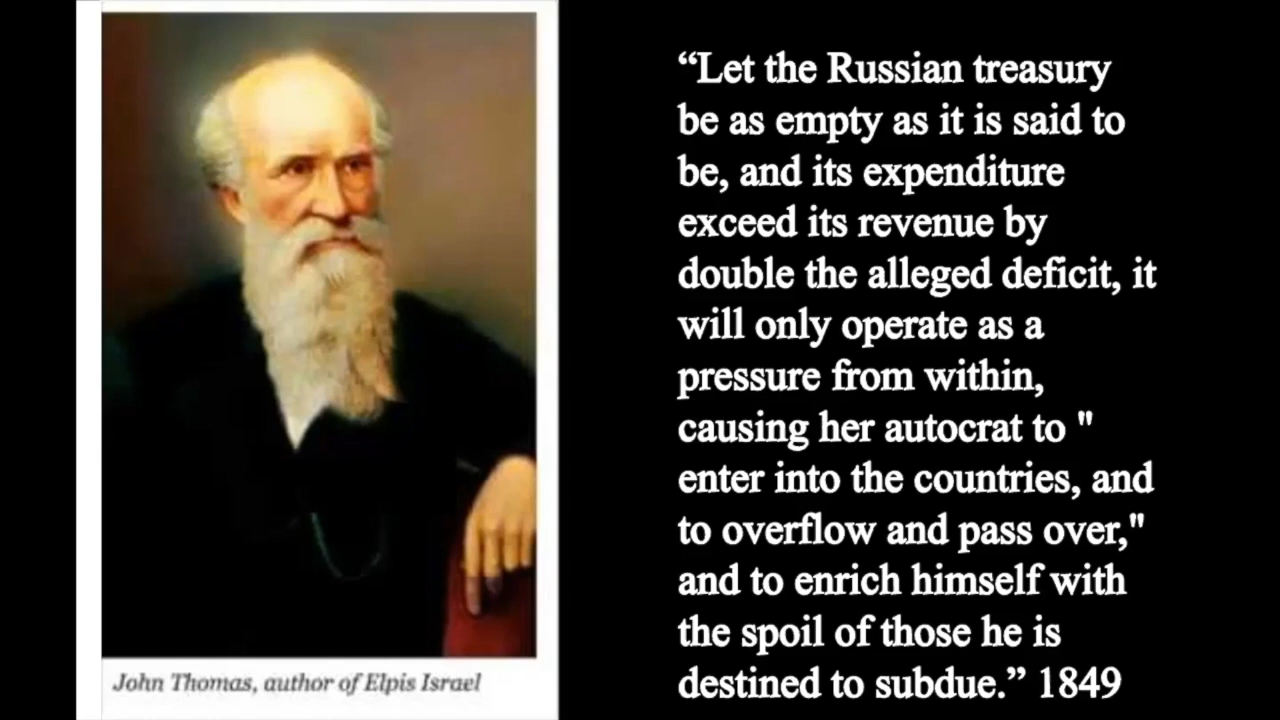 “Let the Russian treasury
be as empty as it is said to
be, and its expenditure
exceed its revenue by
double the alleged deficit, it
will only operate as a
pressure from within,
causing her autocrat to "
enter into the countries, and
to overflow and pass over,"
and to enrich himself with
the spoil of those he is
destined to subdue.” 1849
John Thomas, author of Elpis Israel